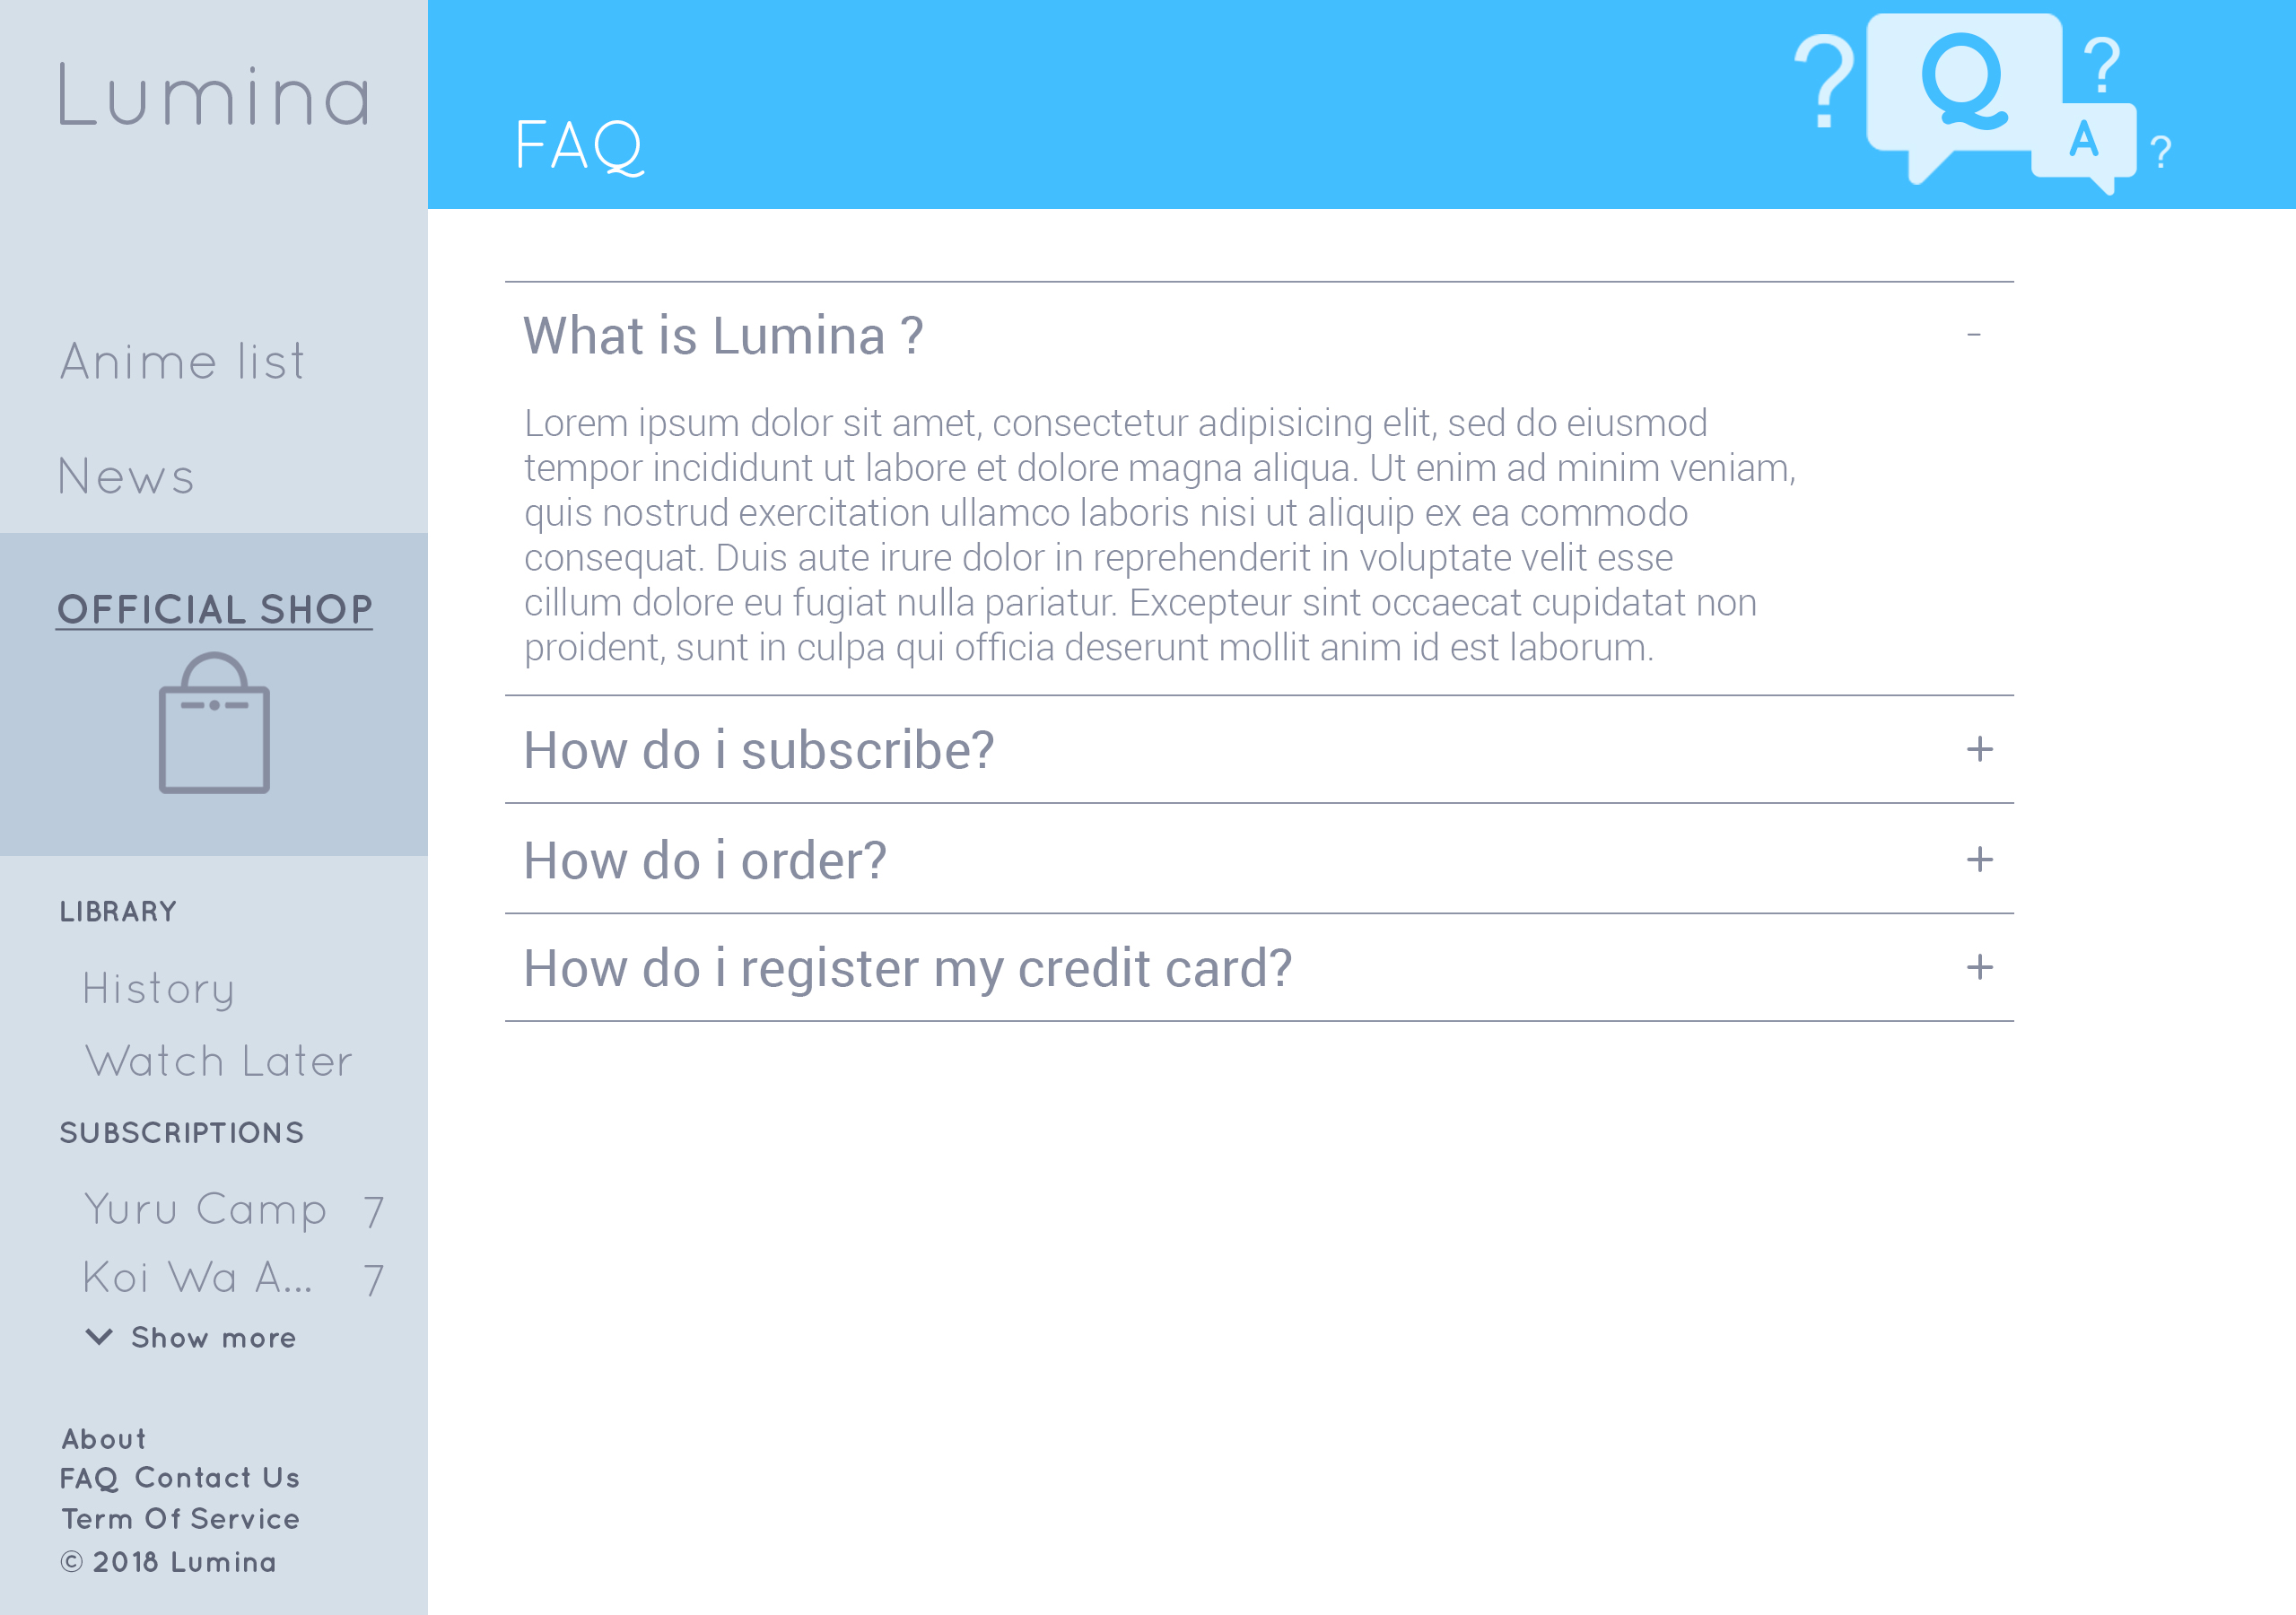 Lumina
Anime list
News
OFFICIAL SHOP
LIBRARY
History
Watch Later
SUBSCRIPTIONS
Yuru Camp 7
Koi Wa A... 7
Show more
About
FAQ Contact Us
Term Of Service
© 2018 Lumina
FAQ
? Q ?
A ?
What is Lumina ? -
Lorem ipsum dolor sit amet, consectetur adipisicing elit, sed do eiusmod
tempor incididunt ut labore et dolore magna aliqua. Ut enim ad minim veniam,
quis nostrud exercitation ullamco laboris nisi ut aliquip ex ea commodo
consequat. Duis aute irure dolor in reprehenderit in voluptate velit esse
cillum dolore eu fugiat nulla pariatur. Excepteur sint occaecat cupidatat non
proident, sunt in culpa qui officia deserunt mollit anim id est laborum.
How do i subscribe? +
How do i order? +
How do i register my credit card? +